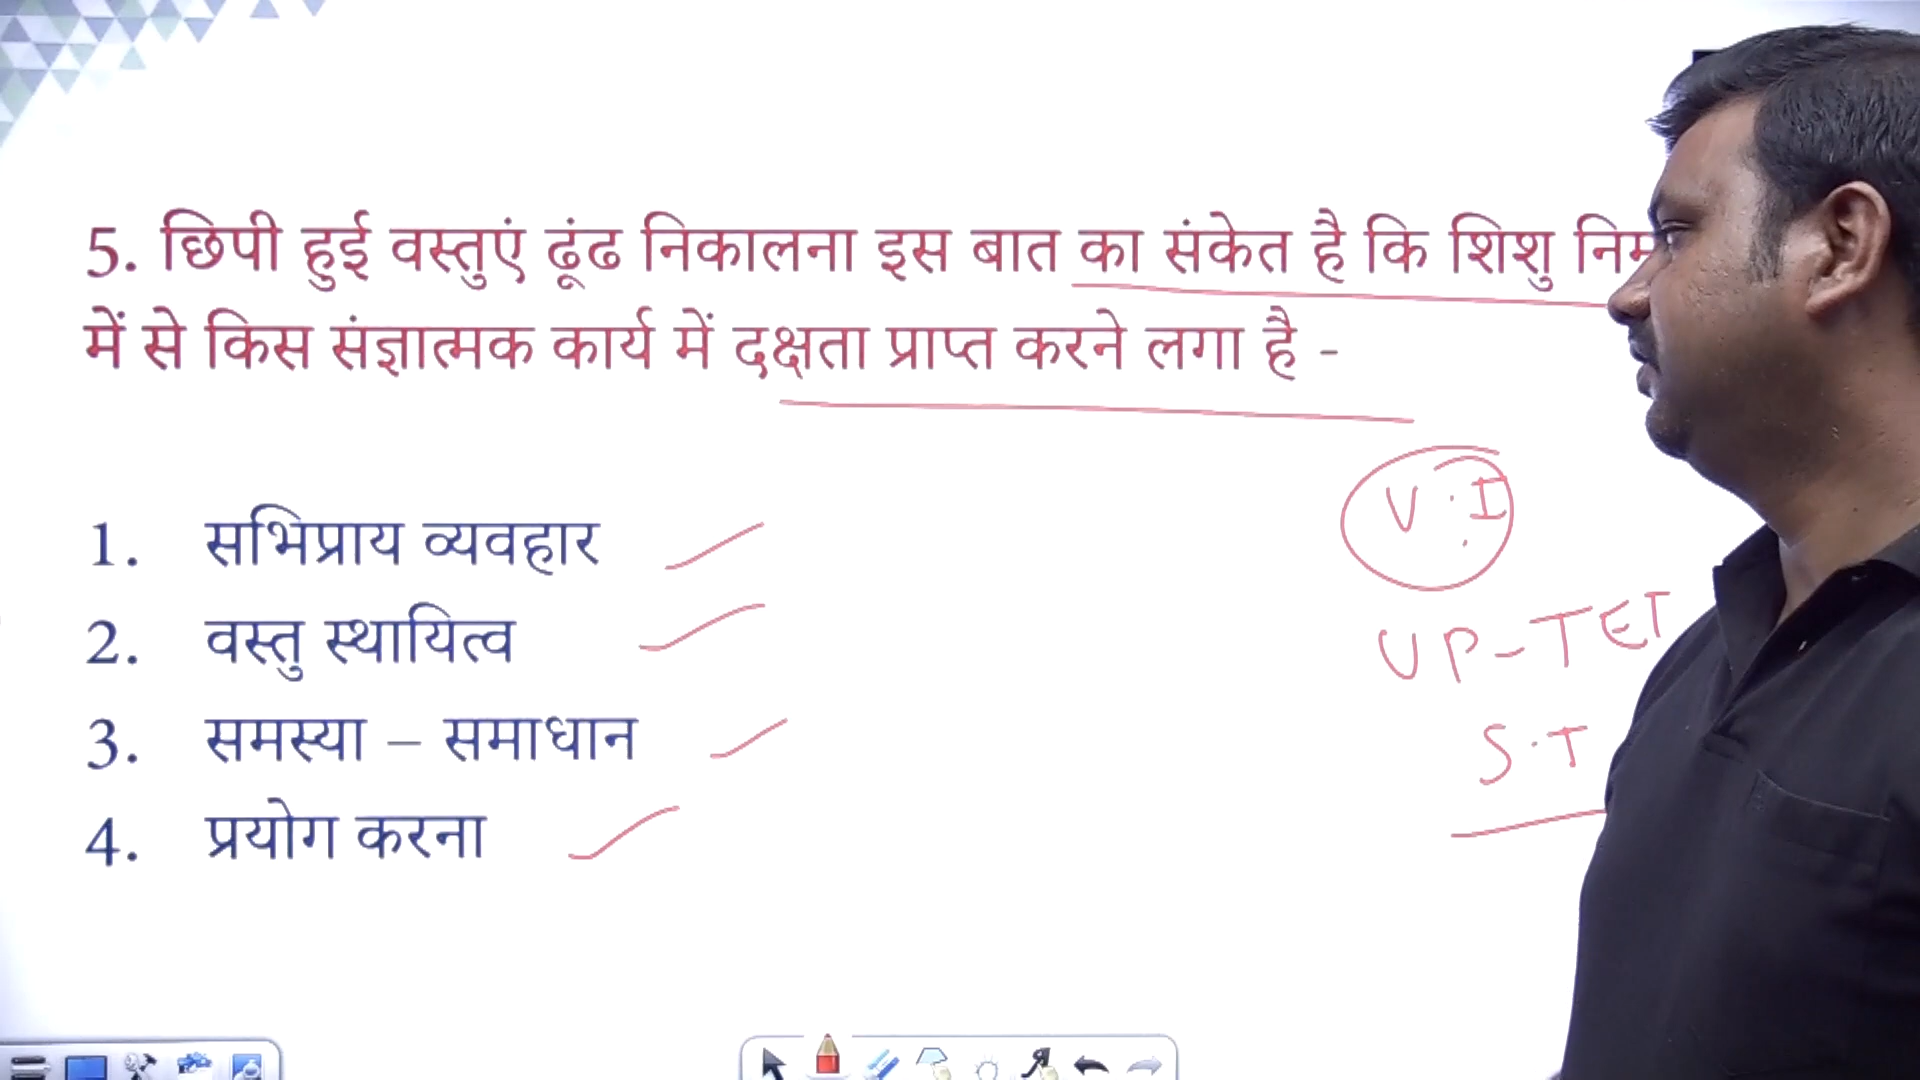 5. छिपी हुई वस्तुएं ढूंढ निकालना इस बात का संकेत है कि शिशु
में से किस संज्ञात्मक कार्य में दक्षता प्राप्त करने लगा है -
1. सभिप्राय व्यवहार
2. वस्तु स्थायित्व
3. समस्या – समाधान
4. प्रयोग करना
V.I
UP-TET
S.T